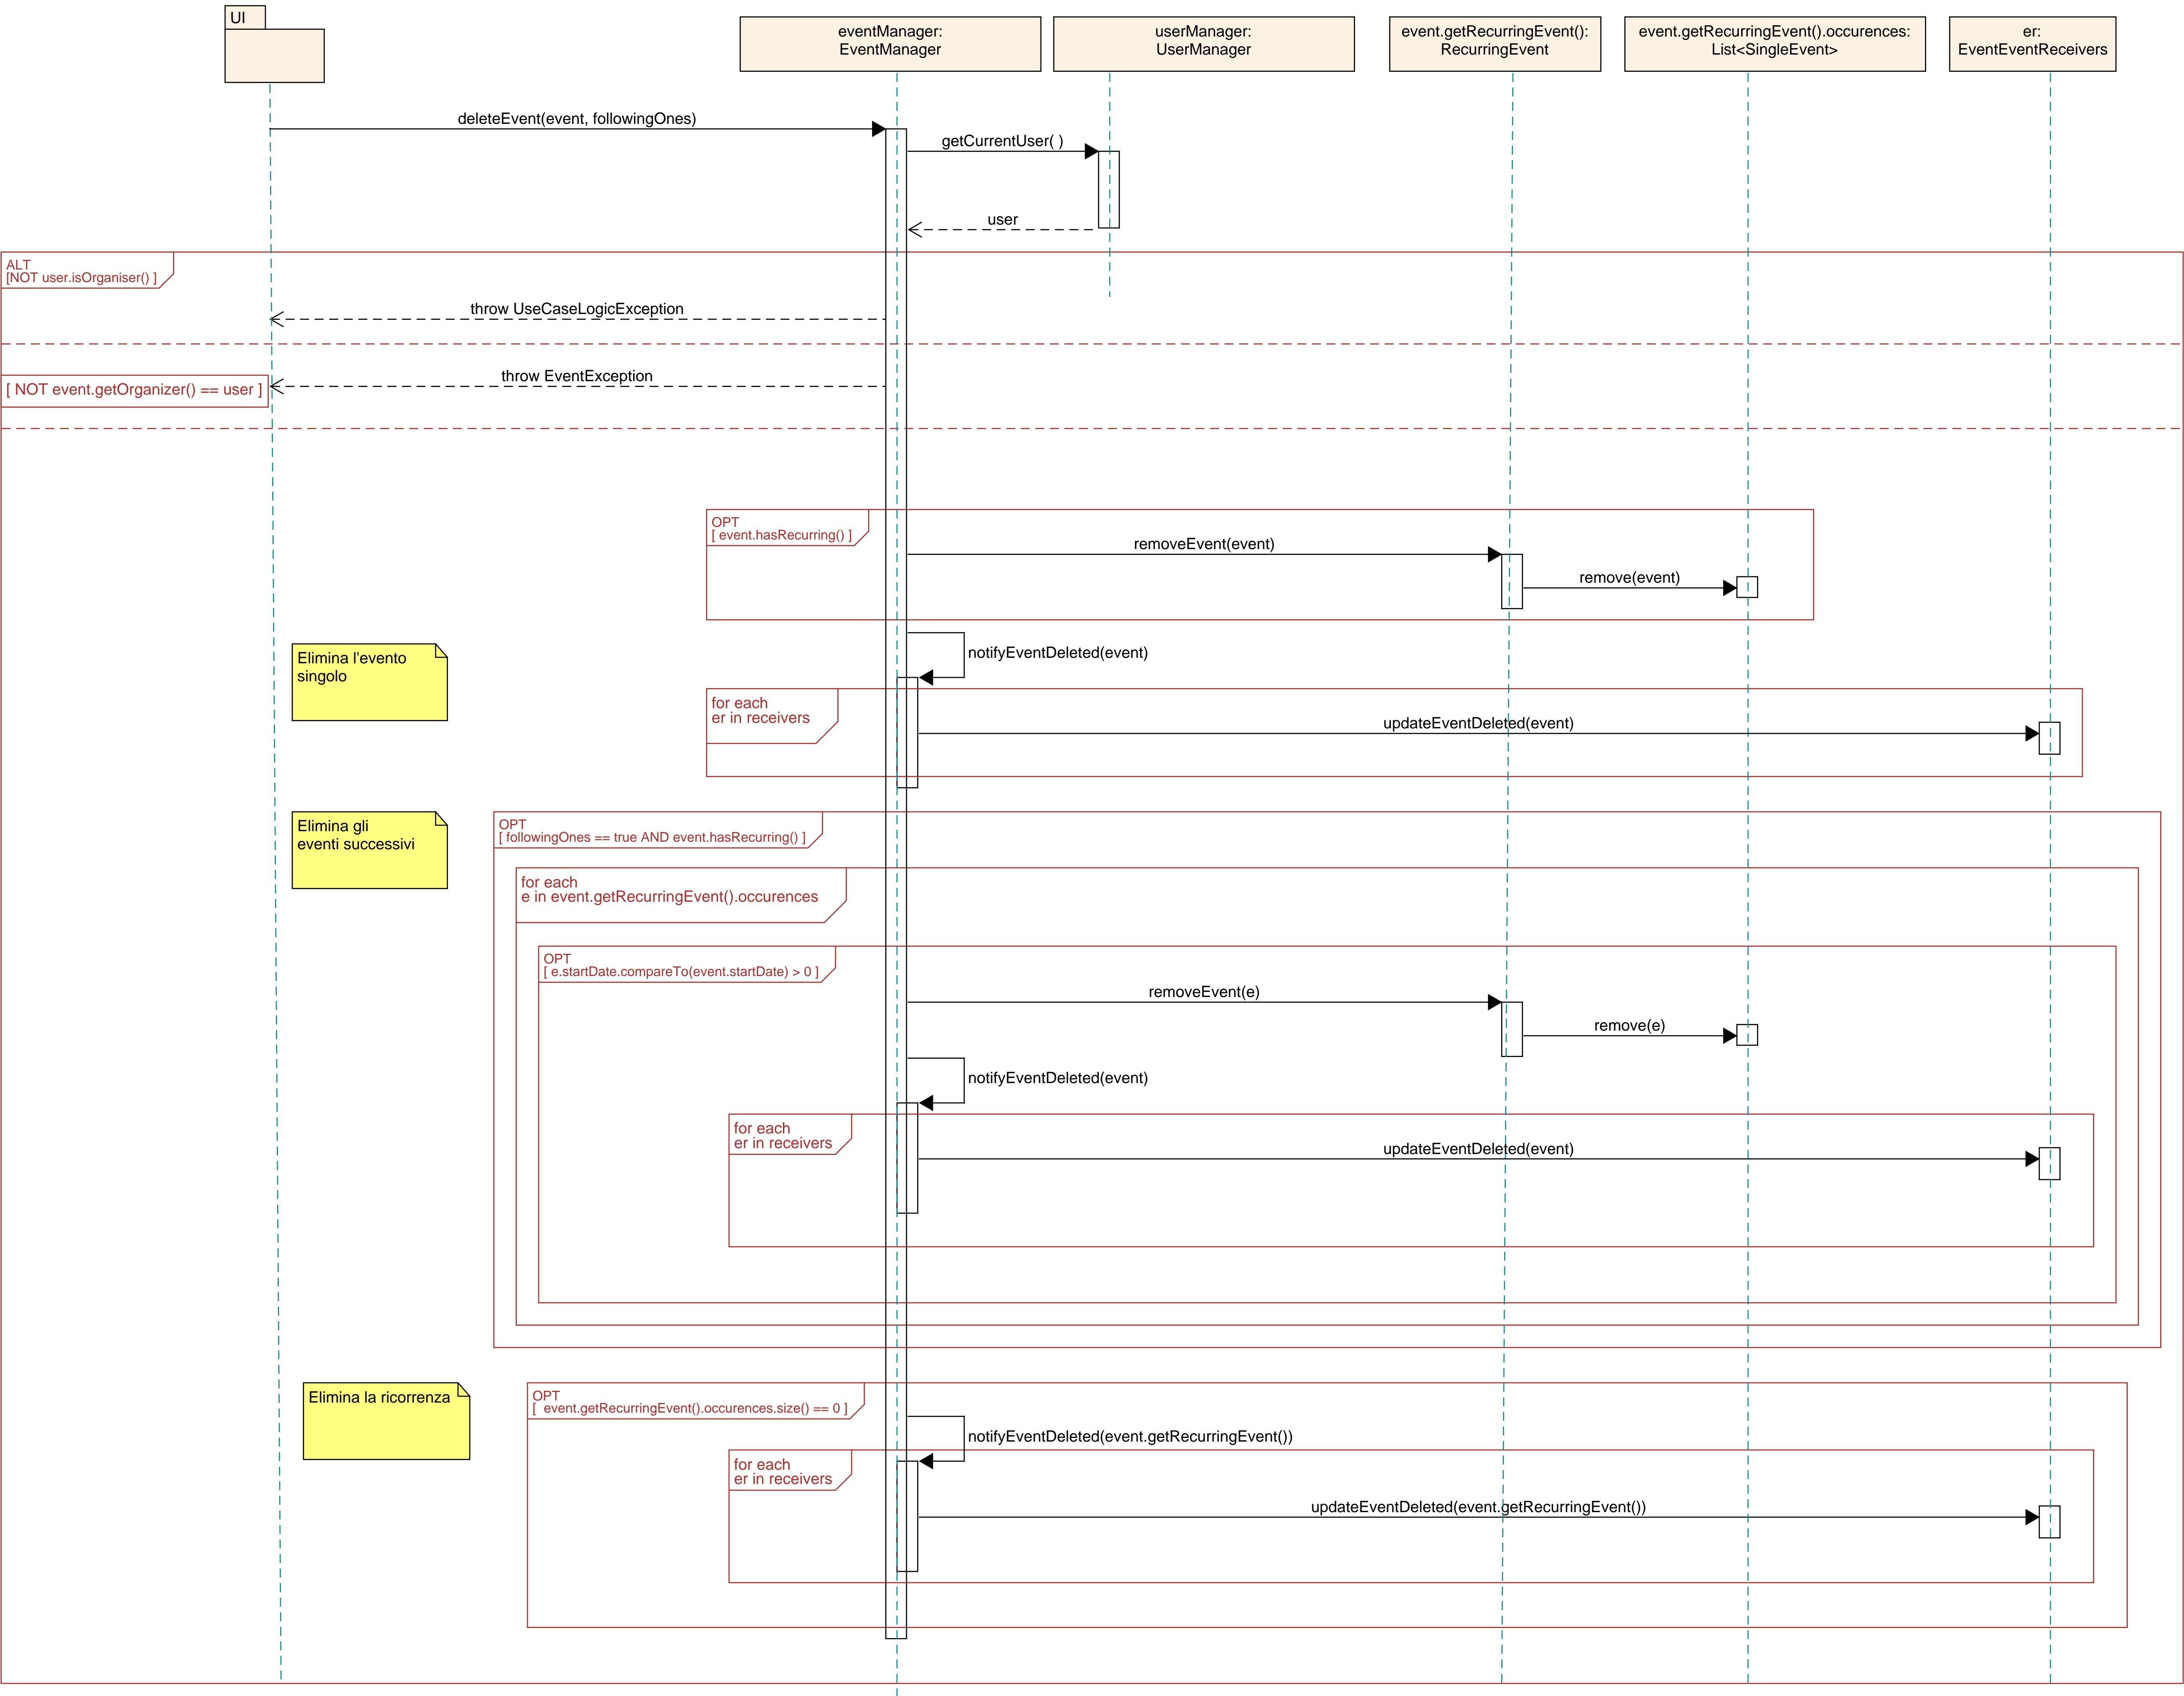 UI
eventManager:
EventManager
userManager:
UserManager
event.getRecurringEvent():
RecurringEvent
event.getRecurringEvent().occurences:
List<SingleEvent>
er:
EventEventReceivers
deleteEvent(event, followingOnes)
getCurrentUser( )
user
ALT
[NOT user.isOrganiser() ]
throw UseCaseLogicException
[ NOT event.getOrganizer() == user ]
throw EventException
OPT
[ event.hasRecurring() ]
removeEvent(event)
remove(event)
Elimina l'evento
singolo
notifyEventDeleted(event)
for each
er in receivers
updateEventDeleted(event)
Elimina gli
eventi successivi
OPT
[ followingOnes == true AND event.hasRecurring() ]
for each
e in event.getRecurringEvent().occurences
OPT
[ e.startDate.compareTo(event.startDate) > 0 ]
removeEvent(e)
remove(e)
notifyEventDeleted(event)
for each
er in receivers
updateEventDeleted(event)
Elimina la ricorrenza
OPT
[  event.getRecurringEvent().occurences.size() == 0 ]
notifyEventDeleted(event.getRecurringEvent())
for each
er in receivers
updateEventDeleted(event.getRecurringEvent())